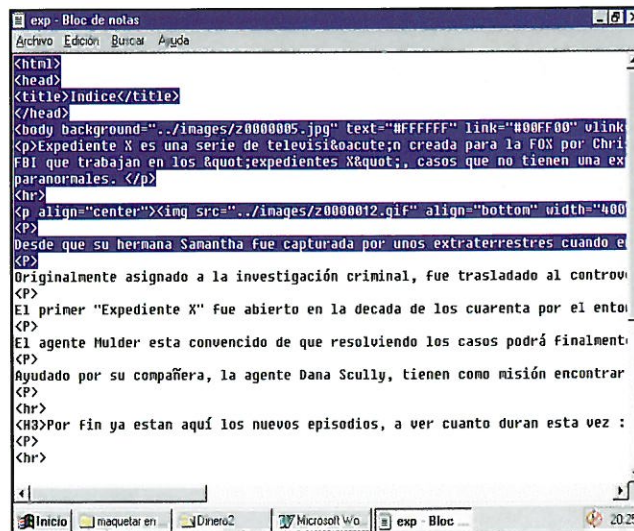 exp - Bloc de notas
Archivo Edición Buscar Ayuda
<html>
<head>
<title>Indice</title>
</head>
<body background="../images/z0000005.jpg" text="#FFFFFF" link="#00FF00" vlink
<p>Expediente X es una serie de televisi&oacute;n creada para la FOX por Chri
FBI que trabajan en los &quot;expedientes X&quot;, casos que no tienen una ex
paranormales. </p>
<hr>
<p align="center"><img src="../images/z0000012.gif" align="bottom" width="400"
<P>
Desde que su hermana Samantha fue capturada por unos extraterrestres cuando e
<P>
Originalmente asignado a la investigación criminal, fue trasladado al controv
<P>
El primer "Expediente X" fue abierto en la decada de los cuarenta por el ento
<P>
El agente Mulder esta convencido de que resolviendo los casos podrá finalment
<P>
Ayudado por su compañera, la agente Dana Scully, tienen como misión encontrar
<P>
<hr>
<H3>Por fin ya estan aquí los nuevos episodios, a ver cuanto duran esta vez :
<P>
<hr>
Inicio maquetar en ... Dinero2 Microsoft Wo... exp - Bloc ... 20:25